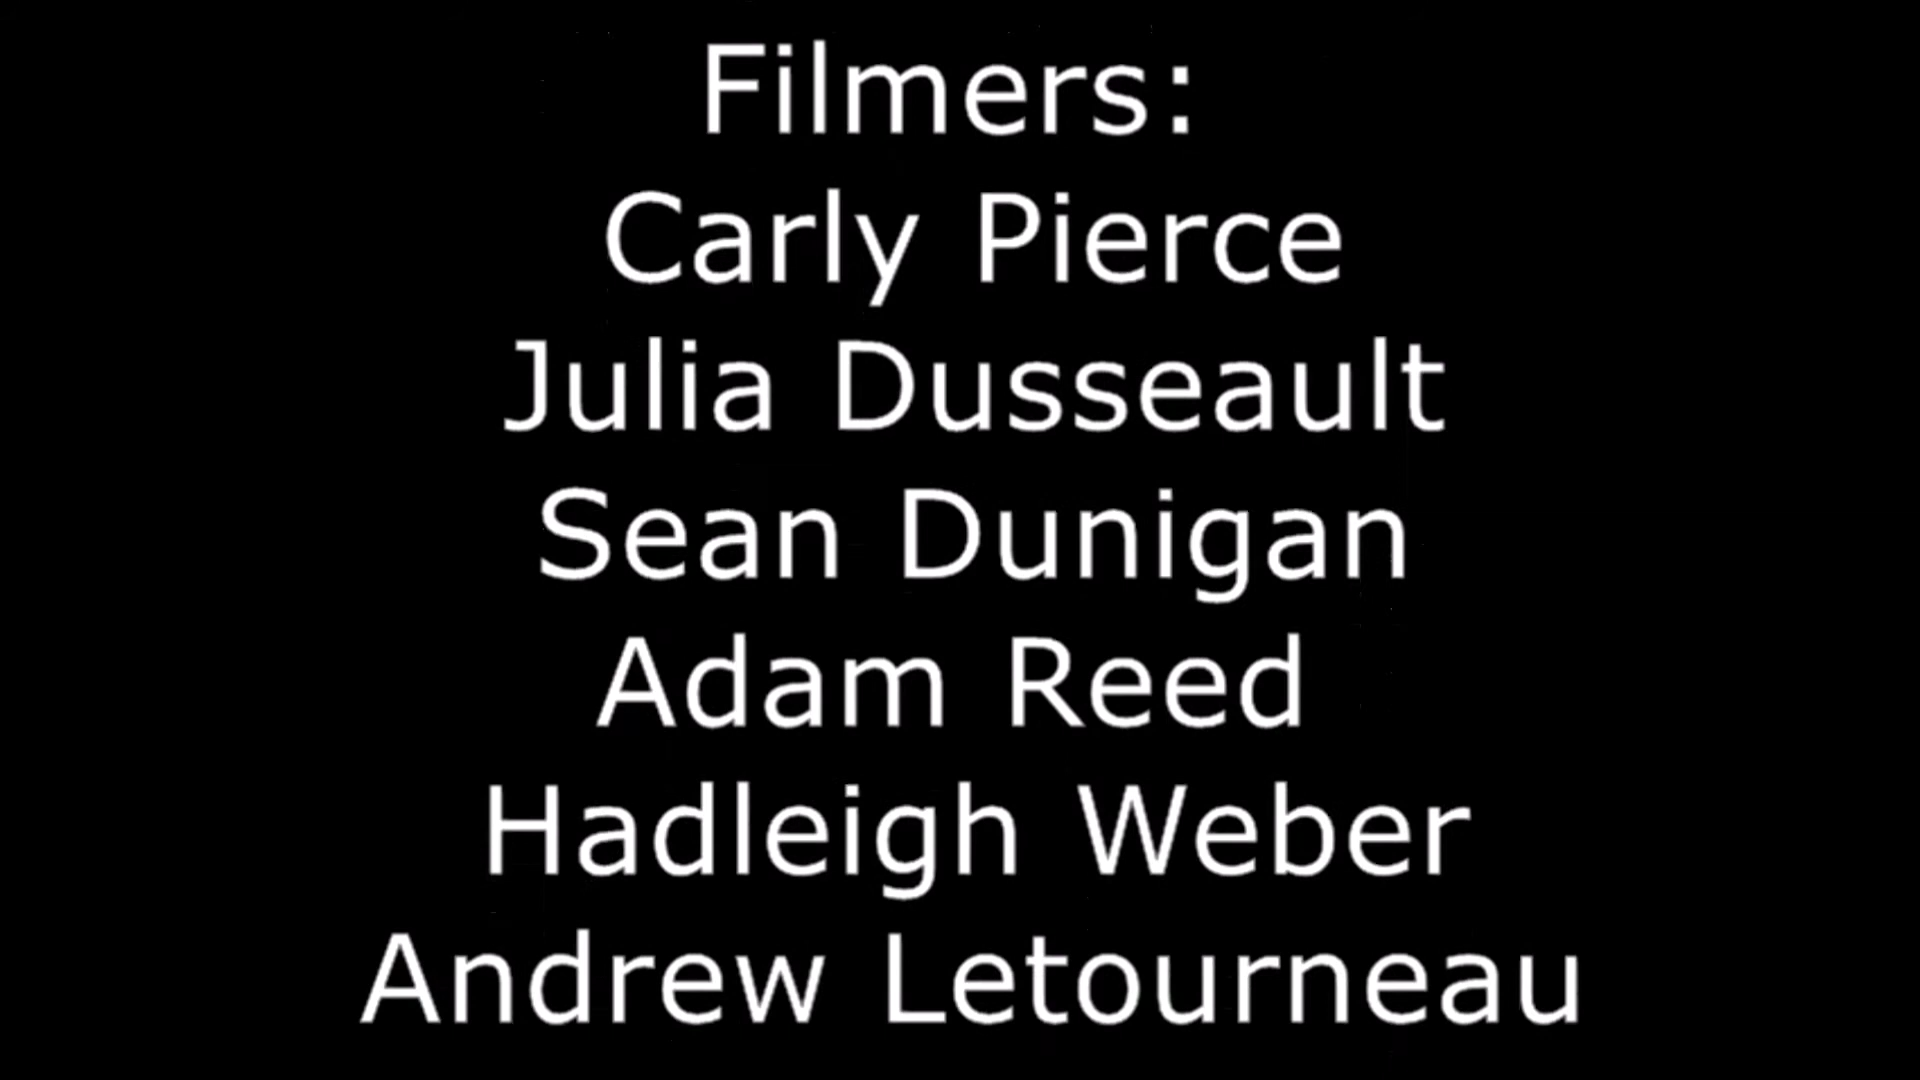 Filmers:
Carly Pierce
Julia Dusseault
Sean Dunigan
Adam Reed
Hadleigh Weber
Andrew Letourneau